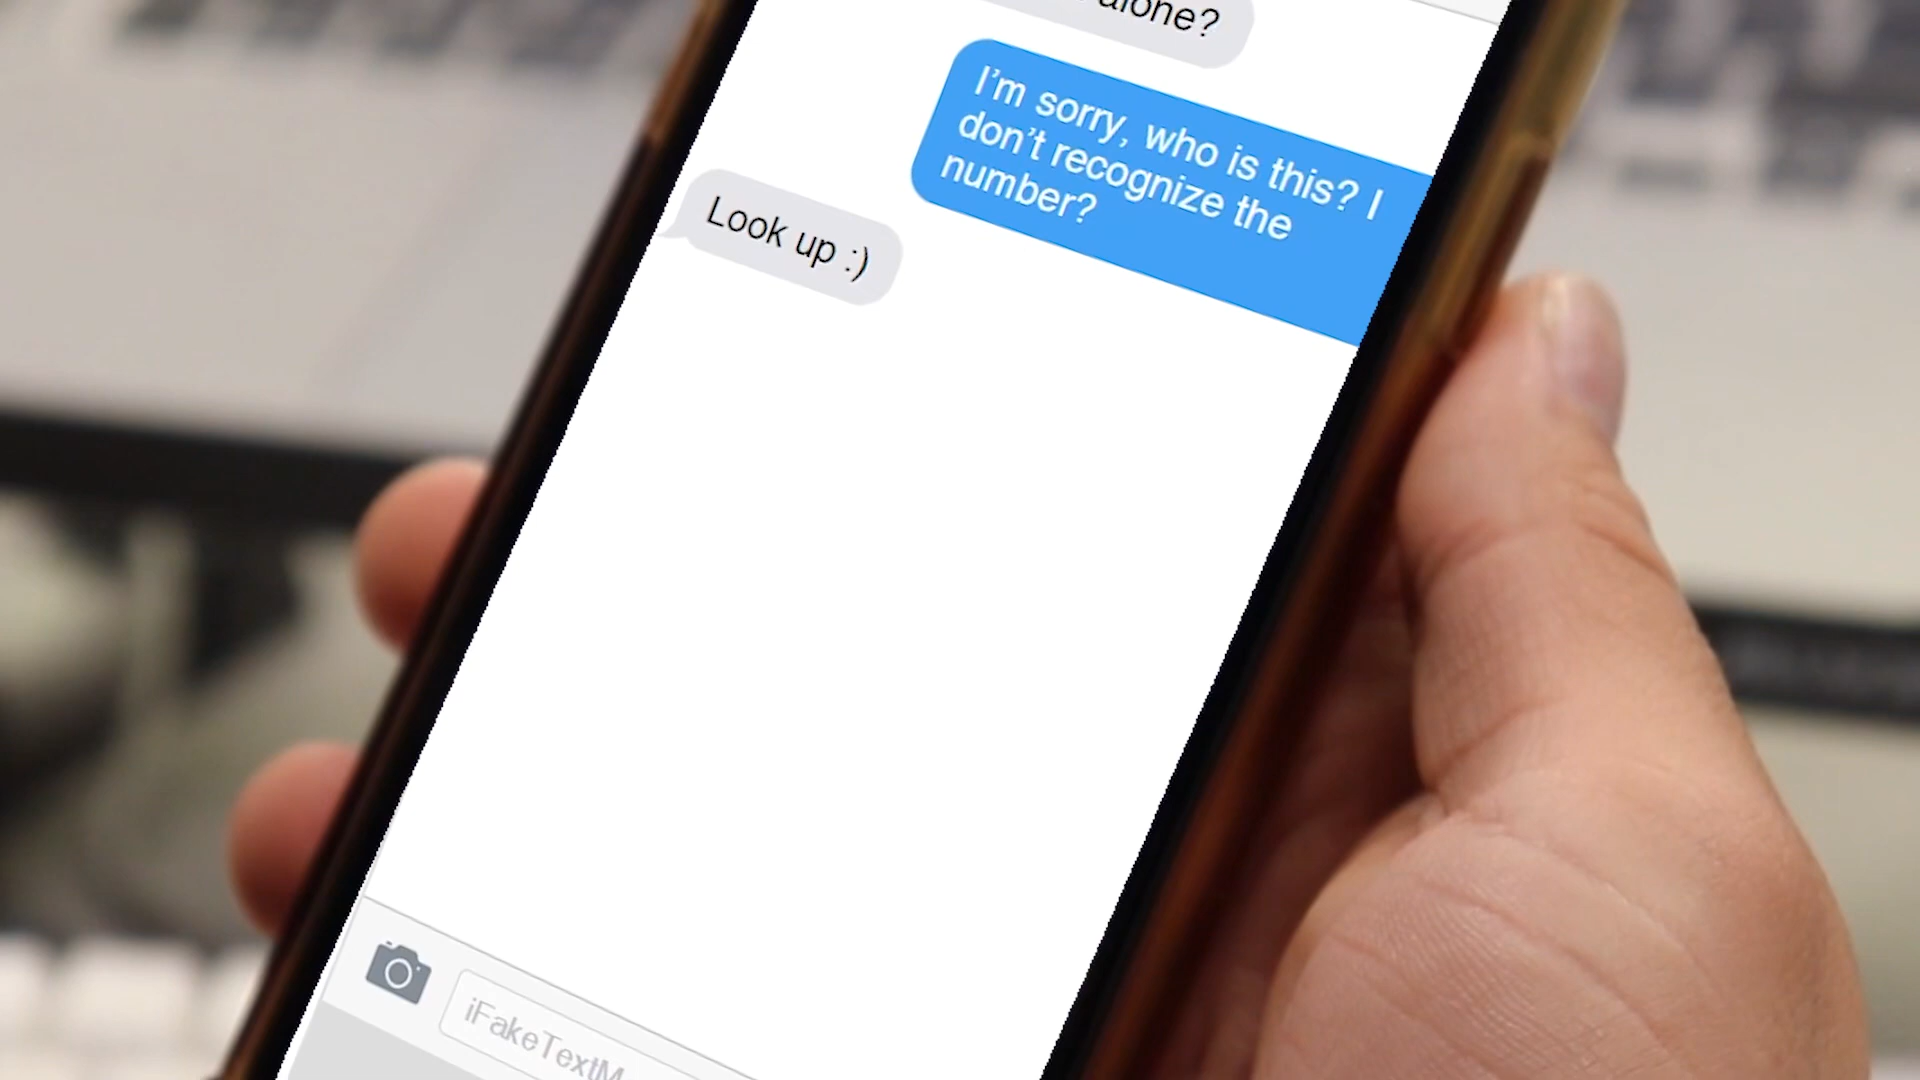 alone?
I'm sorry, who is this? I
don't recognize the
number?
Look up :)
iFakeTextM